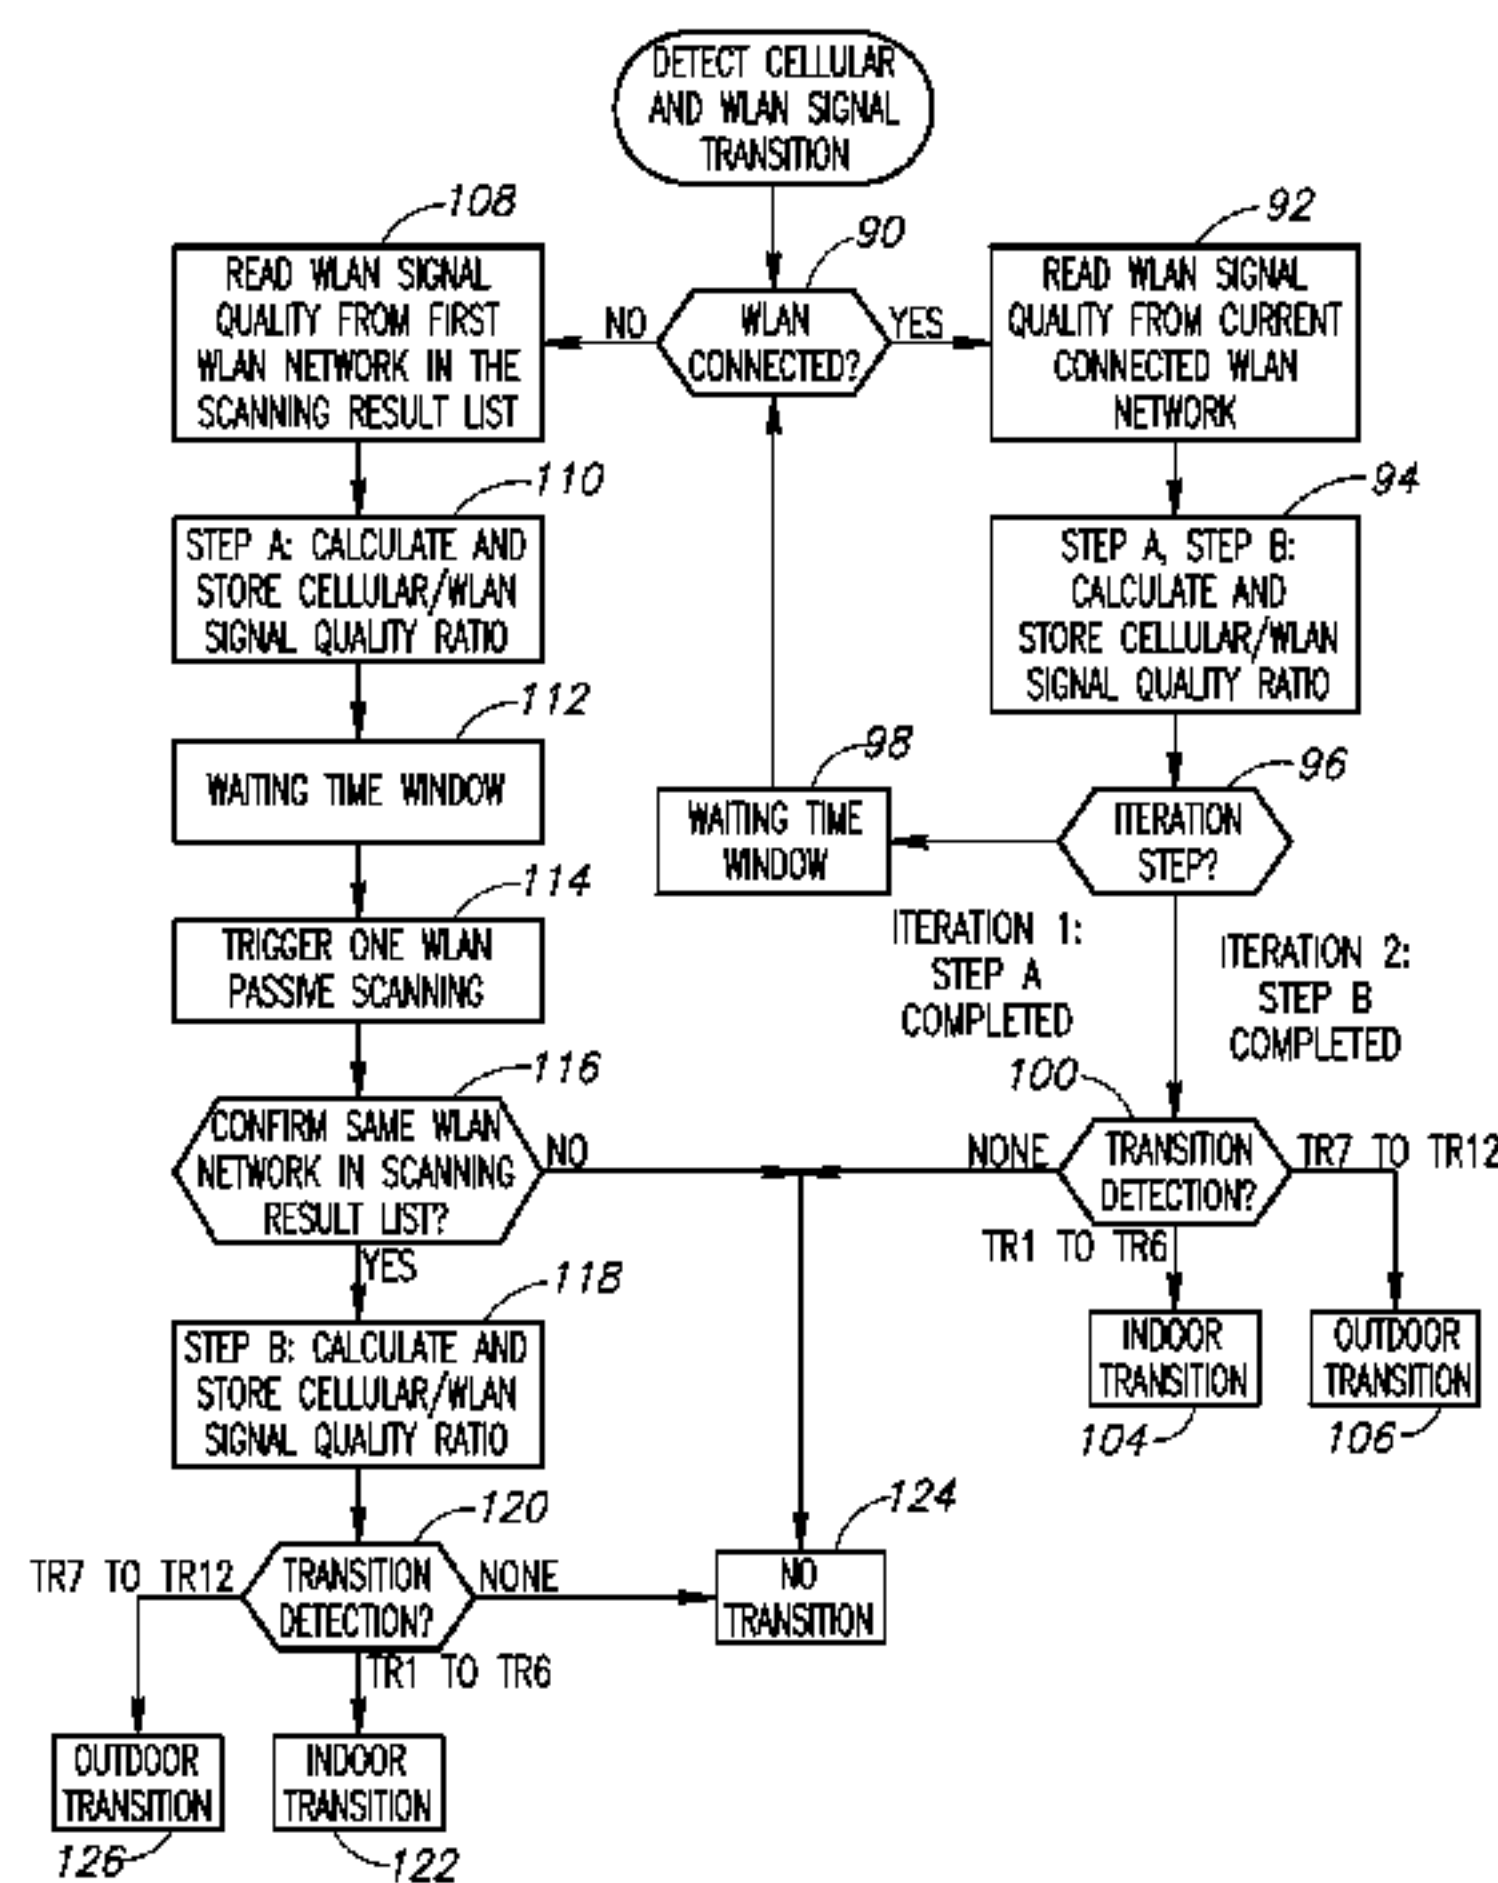 DETECT CELLULAR
AND WLAN SIGNAL
TRANSITION
108
READ WLAN SIGNAL
QUALITY FROM FIRST
WLAN NETWORK IN THE
SCANNING RESULT LIST
NO
90
WLAN
CONNECTED?
YES
92
READ WLAN SIGNAL
QUALITY FROM CURRENT
CONNECTED WLAN
NETWORK
110
STEP A: CALCULATE AND
STORE CELLULAR/WLAN
SIGNAL QUALITY RATIO
94
STEP A, STEP B:
CALCULATE AND
STORE CELLULAR/WLAN
SIGNAL QUALITY RATIO
112
WAITING TIME WINDOW
98
WAITING TIME
WINDOW
96
ITERATION
STEP?
114
TRIGGER ONE WLAN
PASSIVE SCANNING
ITERATION 1:
STEP A
COMPLETED
ITERATION 2:
STEP B
COMPLETED
116
CONFIRM SAME WLAN
NETWORK IN SCANNING
RESULT LIST?
NO
YES
100
NONE
TRANSITION
DETECTION?
TR7 TO TR12
TR1 TO TR6
118
STEP B: CALCULATE AND
STORE CELLULAR/WLAN
SIGNAL QUALITY RATIO
INDOOR
TRANSITION
104
OUTDOOR
TRANSITION
106
120
TR7 TO TR12
TRANSITION
DETECTION?
NONE
TR1 TO TR6
124
NO
TRANSITION
OUTDOOR
TRANSITION
126
INDOOR
TRANSITION
122